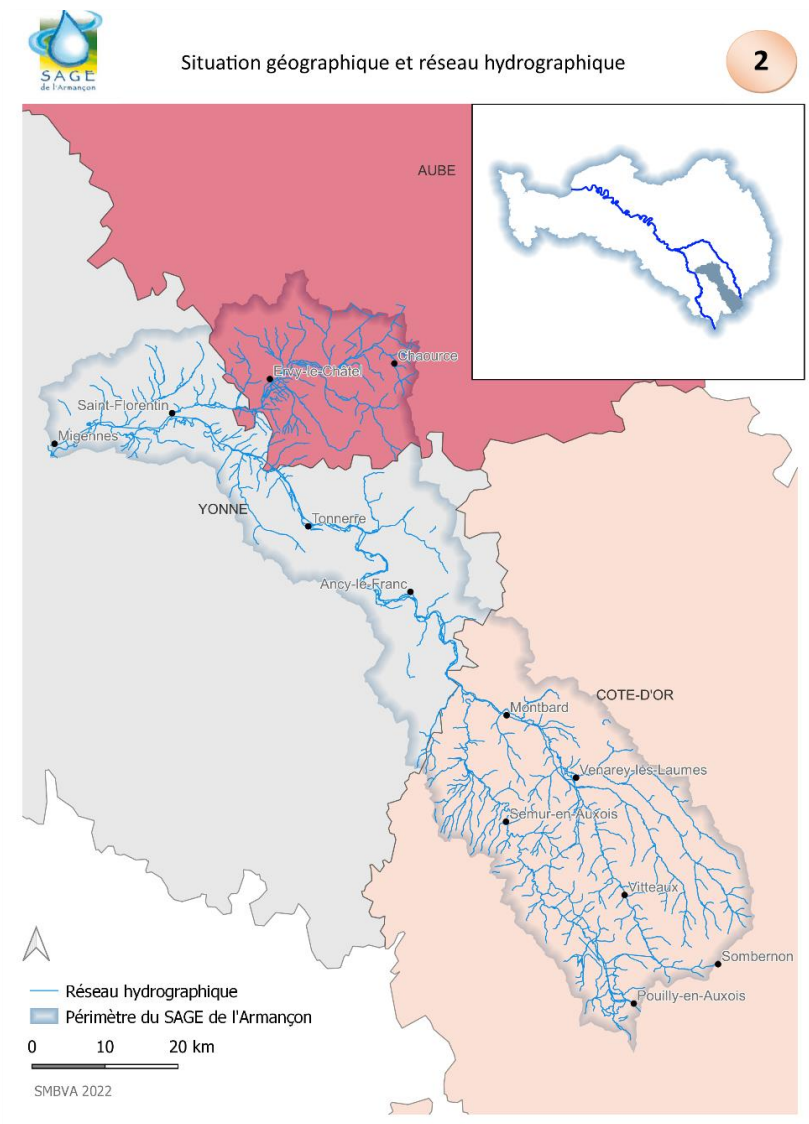 SAGE
de l'Armançon
Situation géographique et réseau hydrographique
2
AUBE
Chaource
Ervy-le-Châtel
Saint-Florentin
Migennes
YONNE
Tonnerre
Ancy-le-Franc
COTE-D'OR
Montbard
Venarey-les-Laumes
Semur-en-Auxois
Vitteaux
Sombernon
Pouilly-en-Auxois
Réseau hydrographique
Périmètre du SAGE de l'Armançon
0 10 20 km
SMBVA 2022